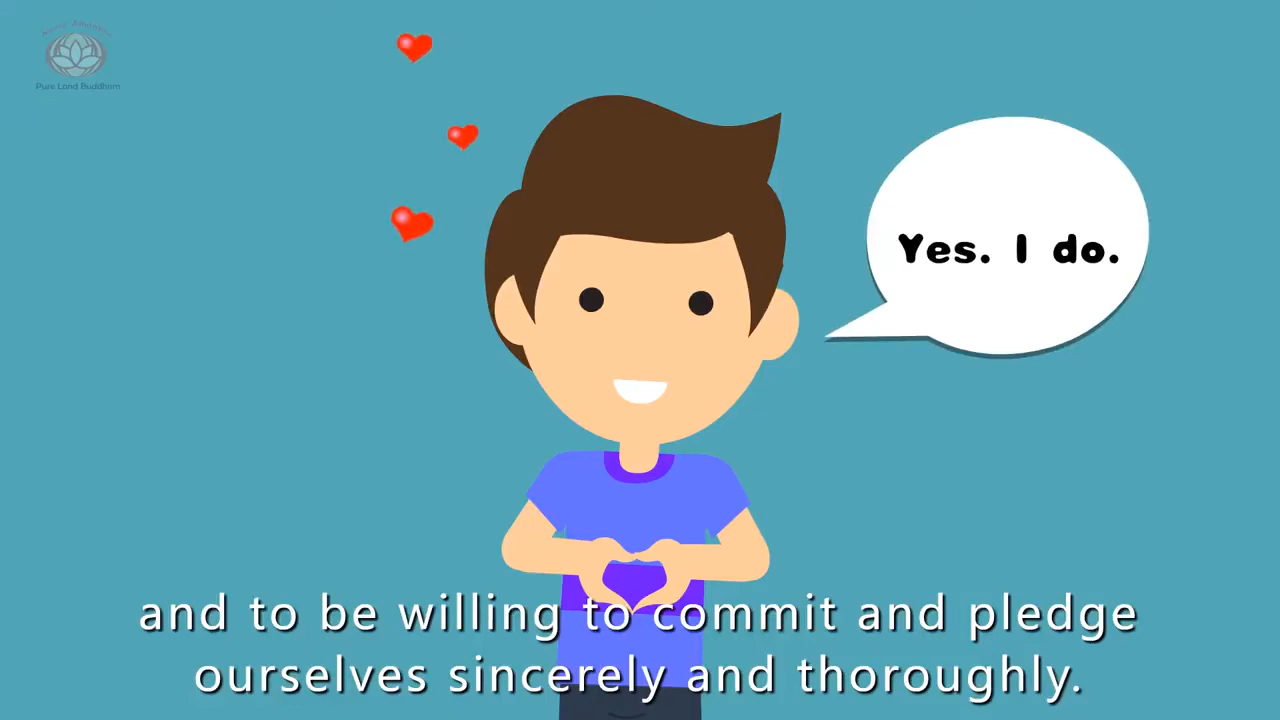 Pure Land Buddhism
Yes. I do.
and to be willing to commit and pledge
ourselves sincerely and thoroughly.